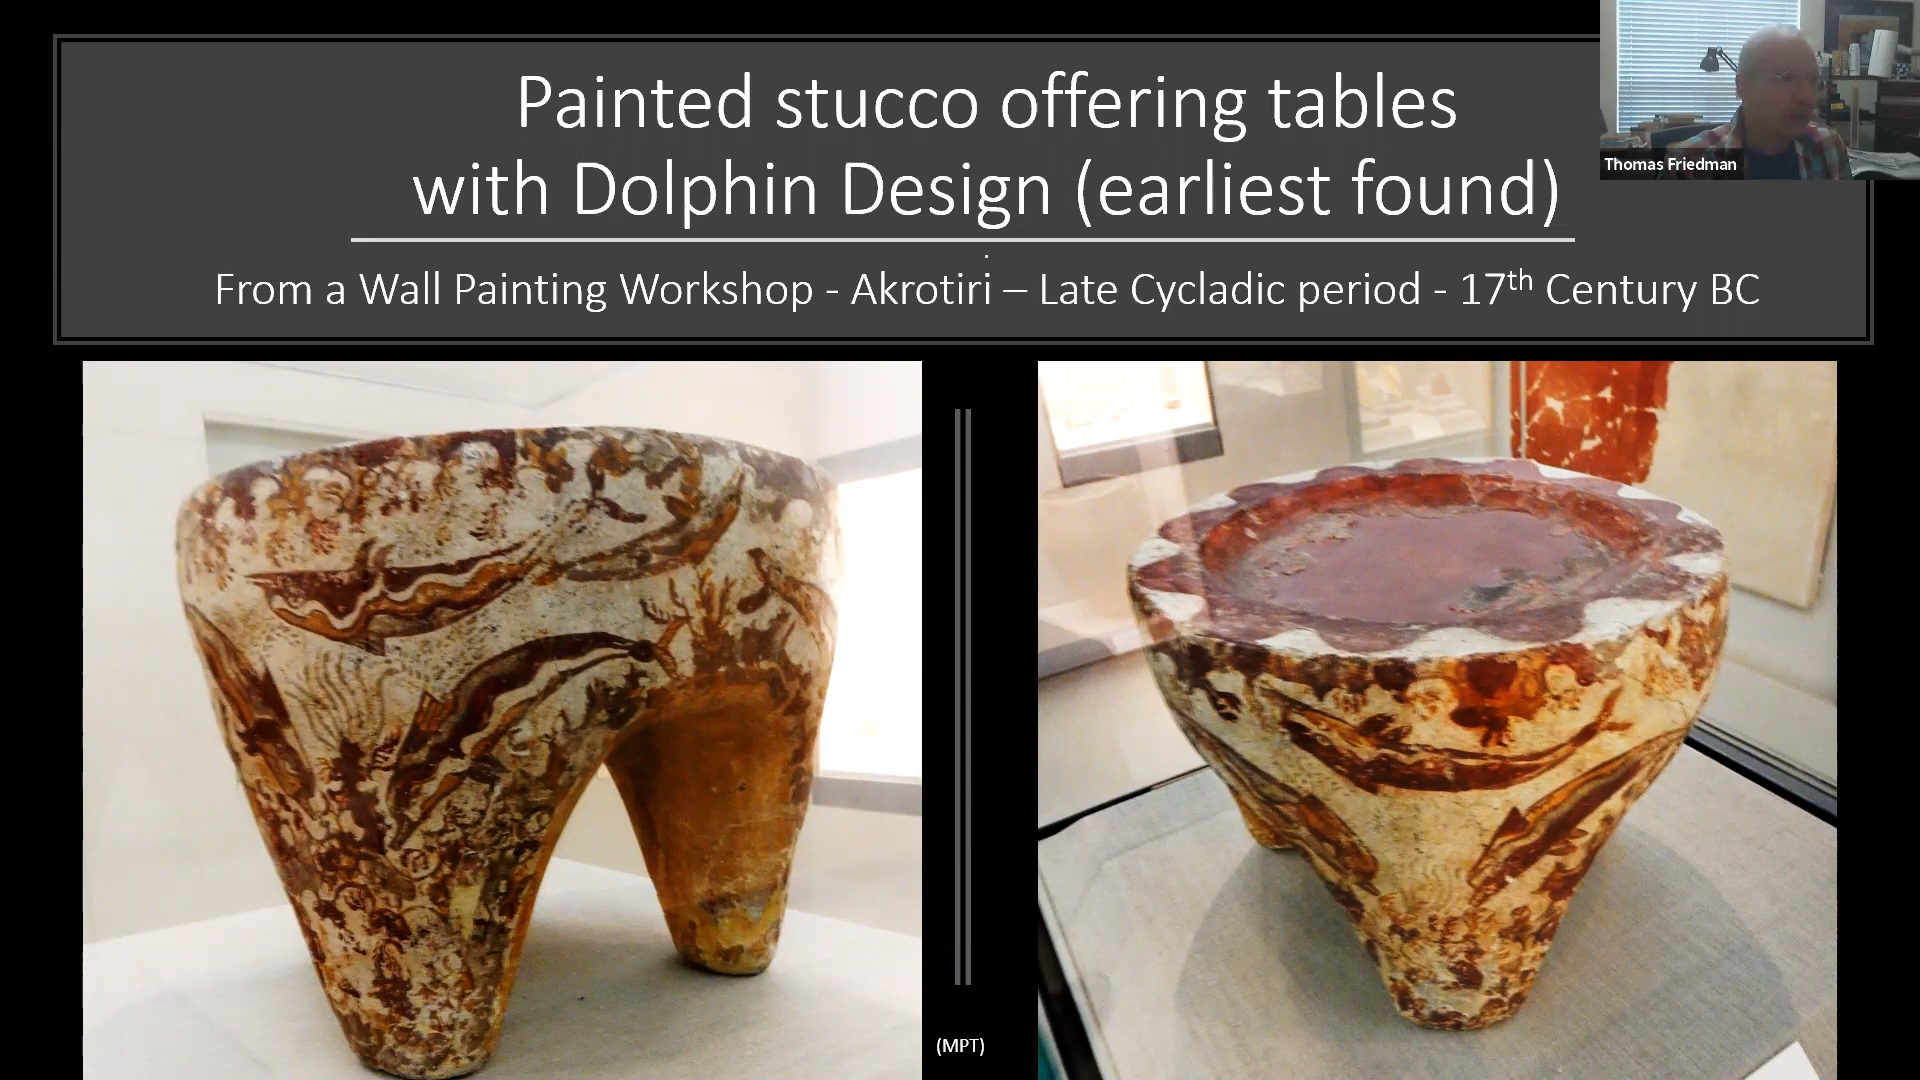 Painted stucco offering tables
with Dolphin Design (earliest found)
.
From a Wall Painting Workshop - Akrotiri – Late Cycladic period - 17th Century BC
Thomas Friedman
(MPT)